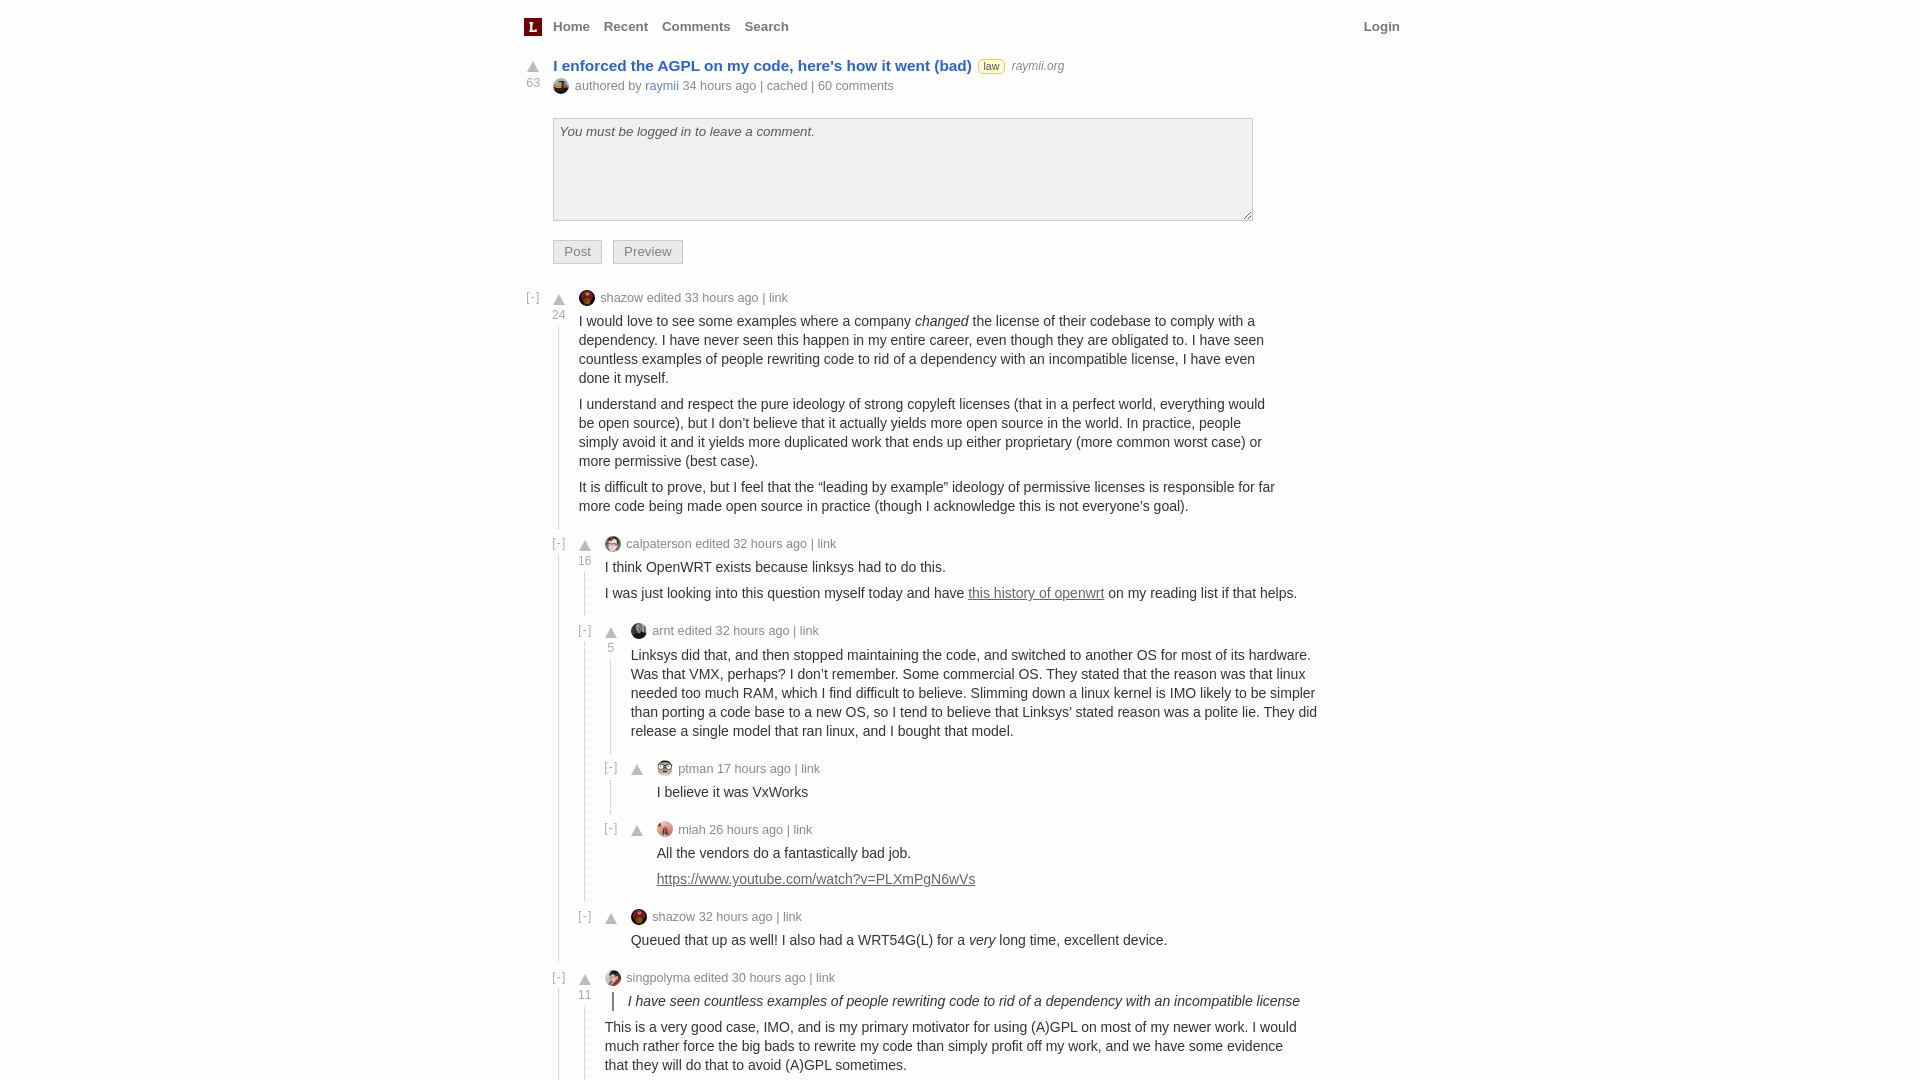 L Home Recent Comments Search Login
I enforced the AGPL on my code, here's how it went (bad) law raymii.org
63
authored by raymii 34 hours ago | cached | 60 comments
You must be logged in to leave a comment.
Post Preview
[-] shazow edited 33 hours ago | link
24
I would love to see some examples where a company changed the license of their codebase to comply with a
dependency. I have never seen this happen in my entire career, even though they are obligated to. I have seen
countless examples of people rewriting code to rid of a dependency with an incompatible license, I have even
done it myself.
I understand and respect the pure ideology of strong copyleft licenses (that in a perfect world, everything would
be open source), but I don’t believe that it actually yields more open source in the world. In practice, people
simply avoid it and it yields more duplicated work that ends up either proprietary (more common worst case) or
more permissive (best case).
It is difficult to prove, but I feel that the “leading by example” ideology of permissive licenses is responsible for far
more code being made open source in practice (though I acknowledge this is not everyone’s goal).
[-] calpaterson edited 32 hours ago | link
16
I think OpenWRT exists because linksys had to do this.
I was just looking into this question myself today and have this history of openwrt on my reading list if that helps.
[-] arnt edited 32 hours ago | link
5
Linksys did that, and then stopped maintaining the code, and switched to another OS for most of its hardware.
Was that VMX, perhaps? I don’t remember. Some commercial OS. They stated that the reason was that linux
needed too much RAM, which I find difficult to believe. Slimming down a linux kernel is IMO likely to be simpler
than porting a code base to a new OS, so I tend to believe that Linksys’ stated reason was a polite lie. They did
release a single model that ran linux, and I bought that model.
[-] ptman 17 hours ago | link
I believe it was VxWorks
[-] miah 26 hours ago | link
All the vendors do a fantastically bad job.
https://www.youtube.com/watch?v=PLXmPgN6wVs
[-] shazow 32 hours ago | link
Queued that up as well! I also had a WRT54G(L) for a very long time, excellent device.
[-] singpolyma edited 30 hours ago | link
11
I have seen countless examples of people rewriting code to rid of a dependency with an incompatible license
This is a very good case, IMO, and is my primary motivator for using (A)GPL on most of my newer work. I would
much rather force the big bads to rewrite my code than simply profit off my work, and we have some evidence
that they will do that to avoid (A)GPL sometimes.